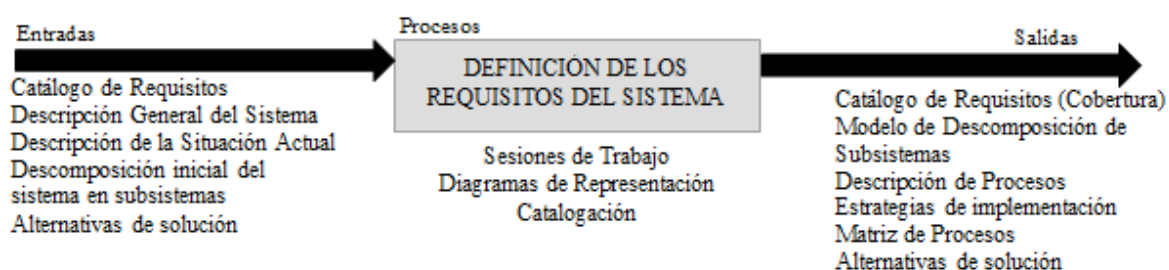 Entradas
Catálogo de Requisitos
Descripción General del Sistema
Descripción de la Situación Actual
Descomposición inicial del
sistema en subsistemas
Alternativas de solución
Procesos
DEFINICIÓN DE LOS
REQUISITOS DEL SISTEMA
Sesiones de Trabajo
Diagramas de Representación
Catalogación
Salidas
Catálogo de Requisitos (Cobertura)
Modelo de Descomposición de
Subsistemas
Descripción de Procesos
Estrategias de implementación
Matriz de Procesos
Alternativas de solución